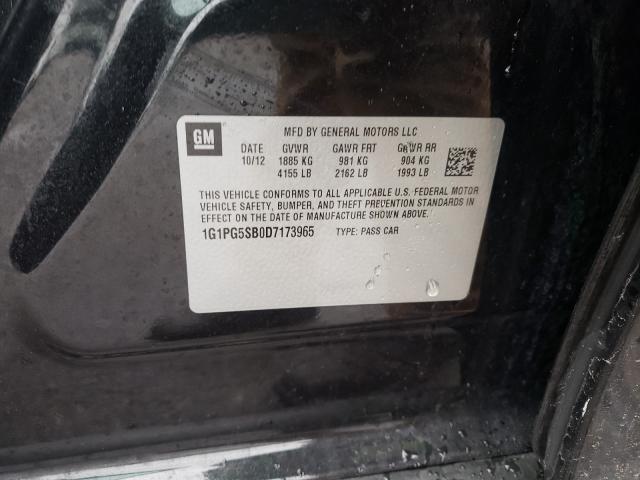 GM
MFD BY GENERAL MOTORS LLC
DATE GVWR GAWR FRT GAWR RR
10/12 1885 KG 981 KG 904 KG
4155 LB 2162 LB 1993 LB
THIS VEHICLE CONFORMS TO ALL APPLICABLE U.S. FEDERAL MOTOR
VEHICLE SAFETY, BUMPER, AND THEFT PREVENTION STANDARDS IN
EFFECT ON THE DATE OF MANUFACTURE SHOWN ABOVE.
1G1PG5SB0D7173965 TYPE: PASS CAR